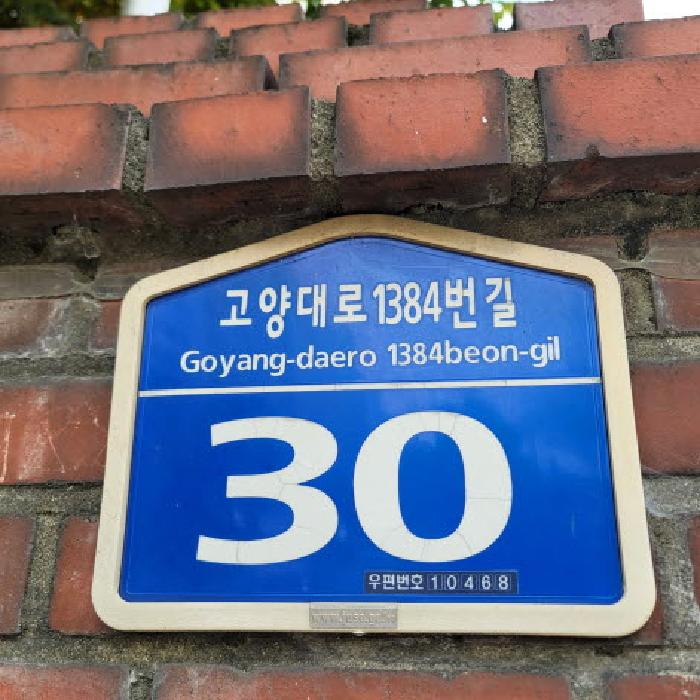 고양대로 1384번길
Goyang-daero 1384beon-gil
30
우편번호 10468